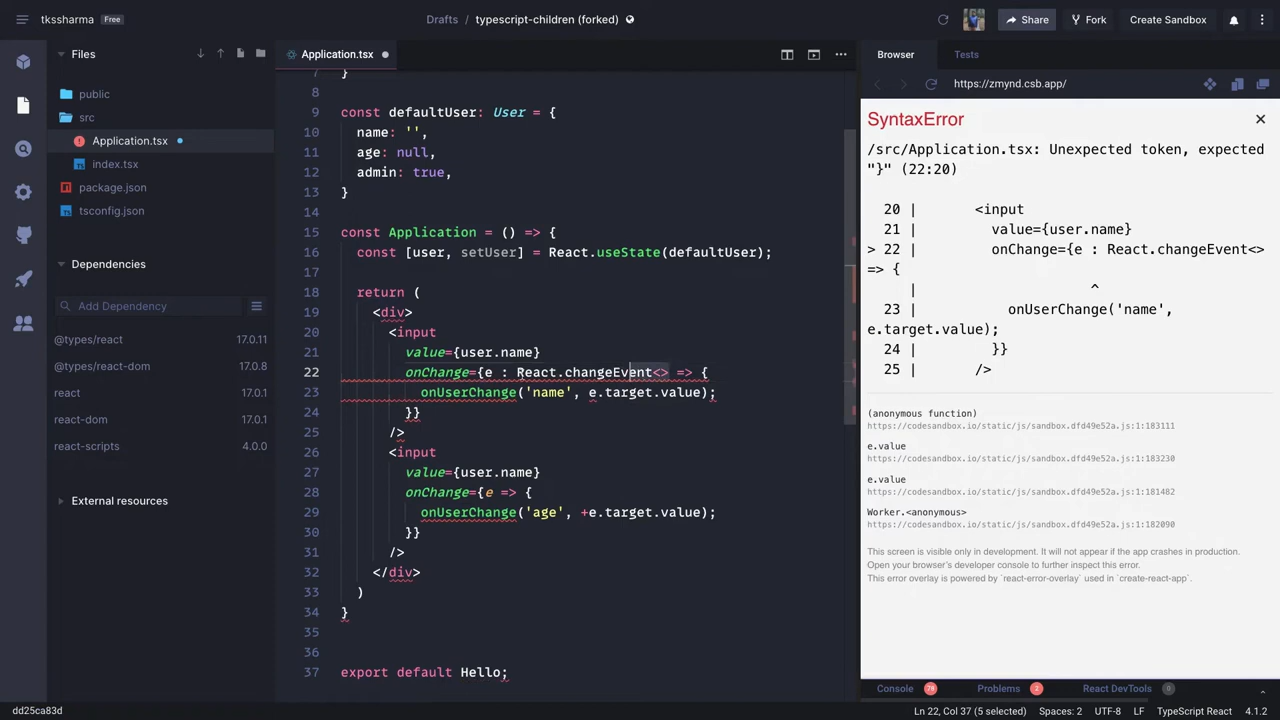 tkssharma Free
Drafts / typescript-children (forked)
Share
Fork
Create Sandbox
Files
public
src
Application.tsx
index.tsx
package.json
tsconfig.json
Dependencies
Add Dependency
@types/react 17.0.11
@types/react-dom 17.0.8
react 17.0.1
react-dom 17.0.1
react-scripts 4.0.0
External resources
dd25ca83d
Application.tsx
7 }
8
9 const defaultUser: User = {
10 name: '',
11 age: null,
12 admin: true,
13 }
14
15 const Application = () => {
16 const [user, setUser] = React.useState(defaultUser);
17
18 return (
19 <div>
20 <input
21 value={user.name}
22 onChange={e : React.changeEvent<> => {
23 onUserChange('name', e.target.value);
24 }}
25 />
26 <input
27 value={user.name}
28 onChange={e => {
29 onUserChange('age', +e.target.value);
30 }}
31 />
32 </div>
33 )
34 }
35
36
37 export default Hello;
Browser Tests
https://zmynd.csb.app/
SyntaxError
/src/Application.tsx: Unexpected token, expected
"}" (22:20)
20 | <input
21 | value={user.name}
> 22 | onChange={e : React.changeEvent<>
=> {
| ^
23 | onUserChange('name',
e.target.value);
24 | }}
25 | />
(anonymous function)
https://codesandbox.io/static/js/sandbox.dfd49e52a.js:1:183111
e.value
https://codesandbox.io/static/js/sandbox.dfd49e52a.js:1:183230
e.value
https://codesandbox.io/static/js/sandbox.dfd49e52a.js:1:181482
Worker.<anonymous>
https://codesandbox.io/static/js/sandbox.dfd49e52a.js:1:182090
This screen is visible only in development. It will not appear if the app crashes in production.
Open your browser's developer console to further inspect this error.
This error overlay is powered by `react-error-overlay` used in `create-react-app`.
Console 78 Problems 2 React DevTools 0
Ln 22, Col 37 (5 selected) Spaces: 2 UTF-8 LF TypeScript React 4.1.2